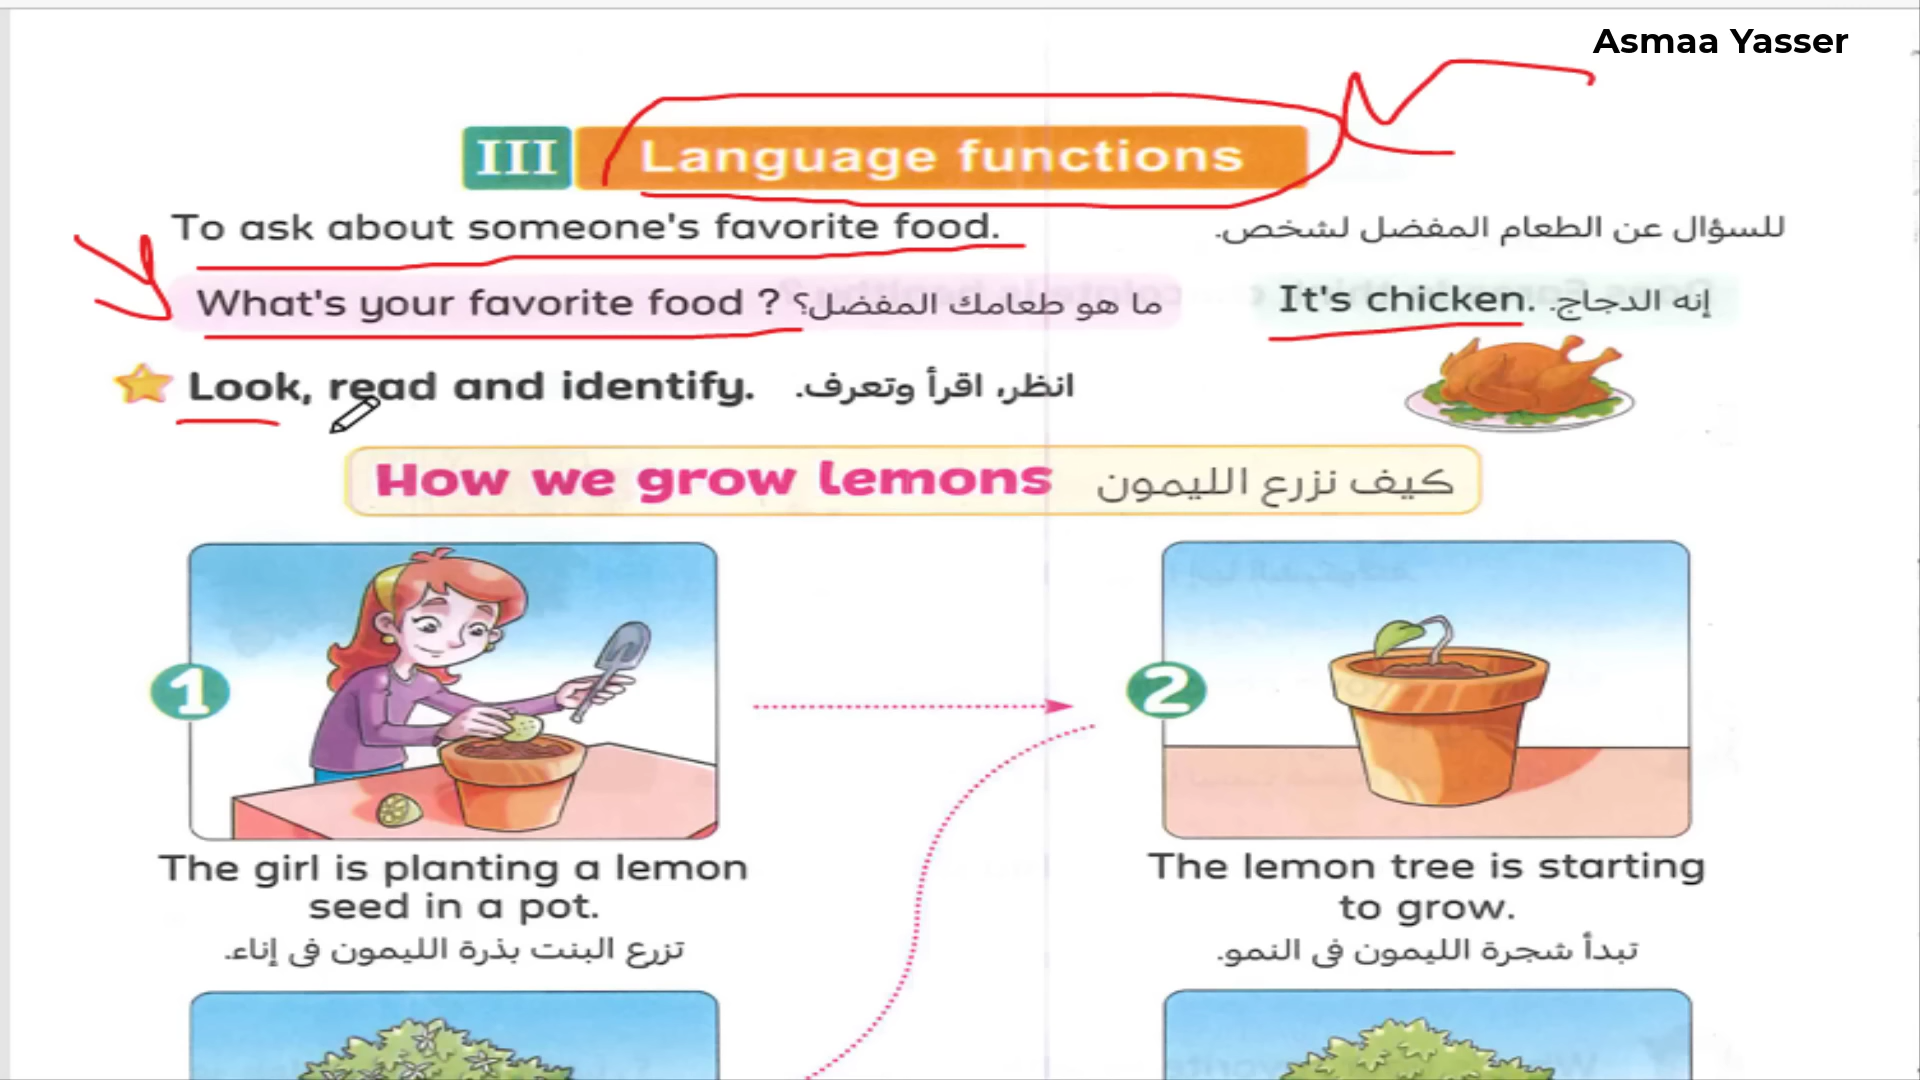 Asmaa Yasser
III Language functions
To ask about someone's favorite food. للسؤال عن الطعام المفضل لشخص.
What's your favorite food ? ما هو طعامك المفضل؟ It's chicken. إنه الدجاج.
Look, read and identify. انظر، اقرأ وتعرف.
How we grow lemons كيف نزرع الليمون
1
2
The girl is planting a lemon
seed in a pot.
تزرع البنت بذرة الليمون فى إناء.
The lemon tree is starting
to grow.
تبدأ شجرة الليمون فى النمو.